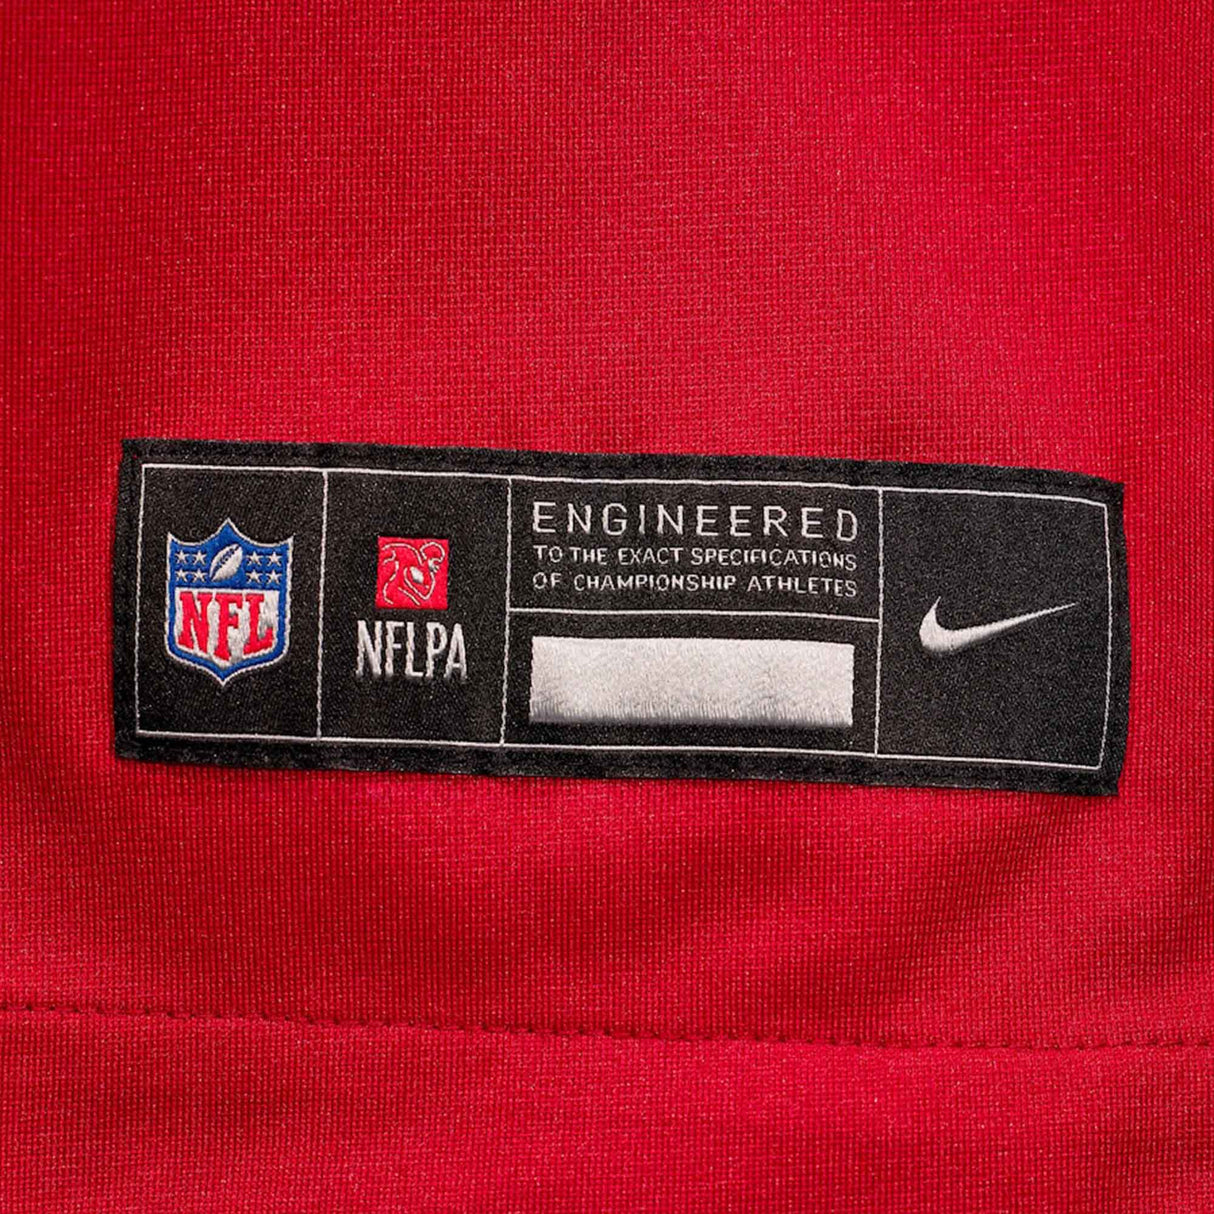 NFL
NFLPA
ENGINEERED
TO THE EXACT SPECIFICATIONS
OF CHAMPIONSHIP ATHLETES